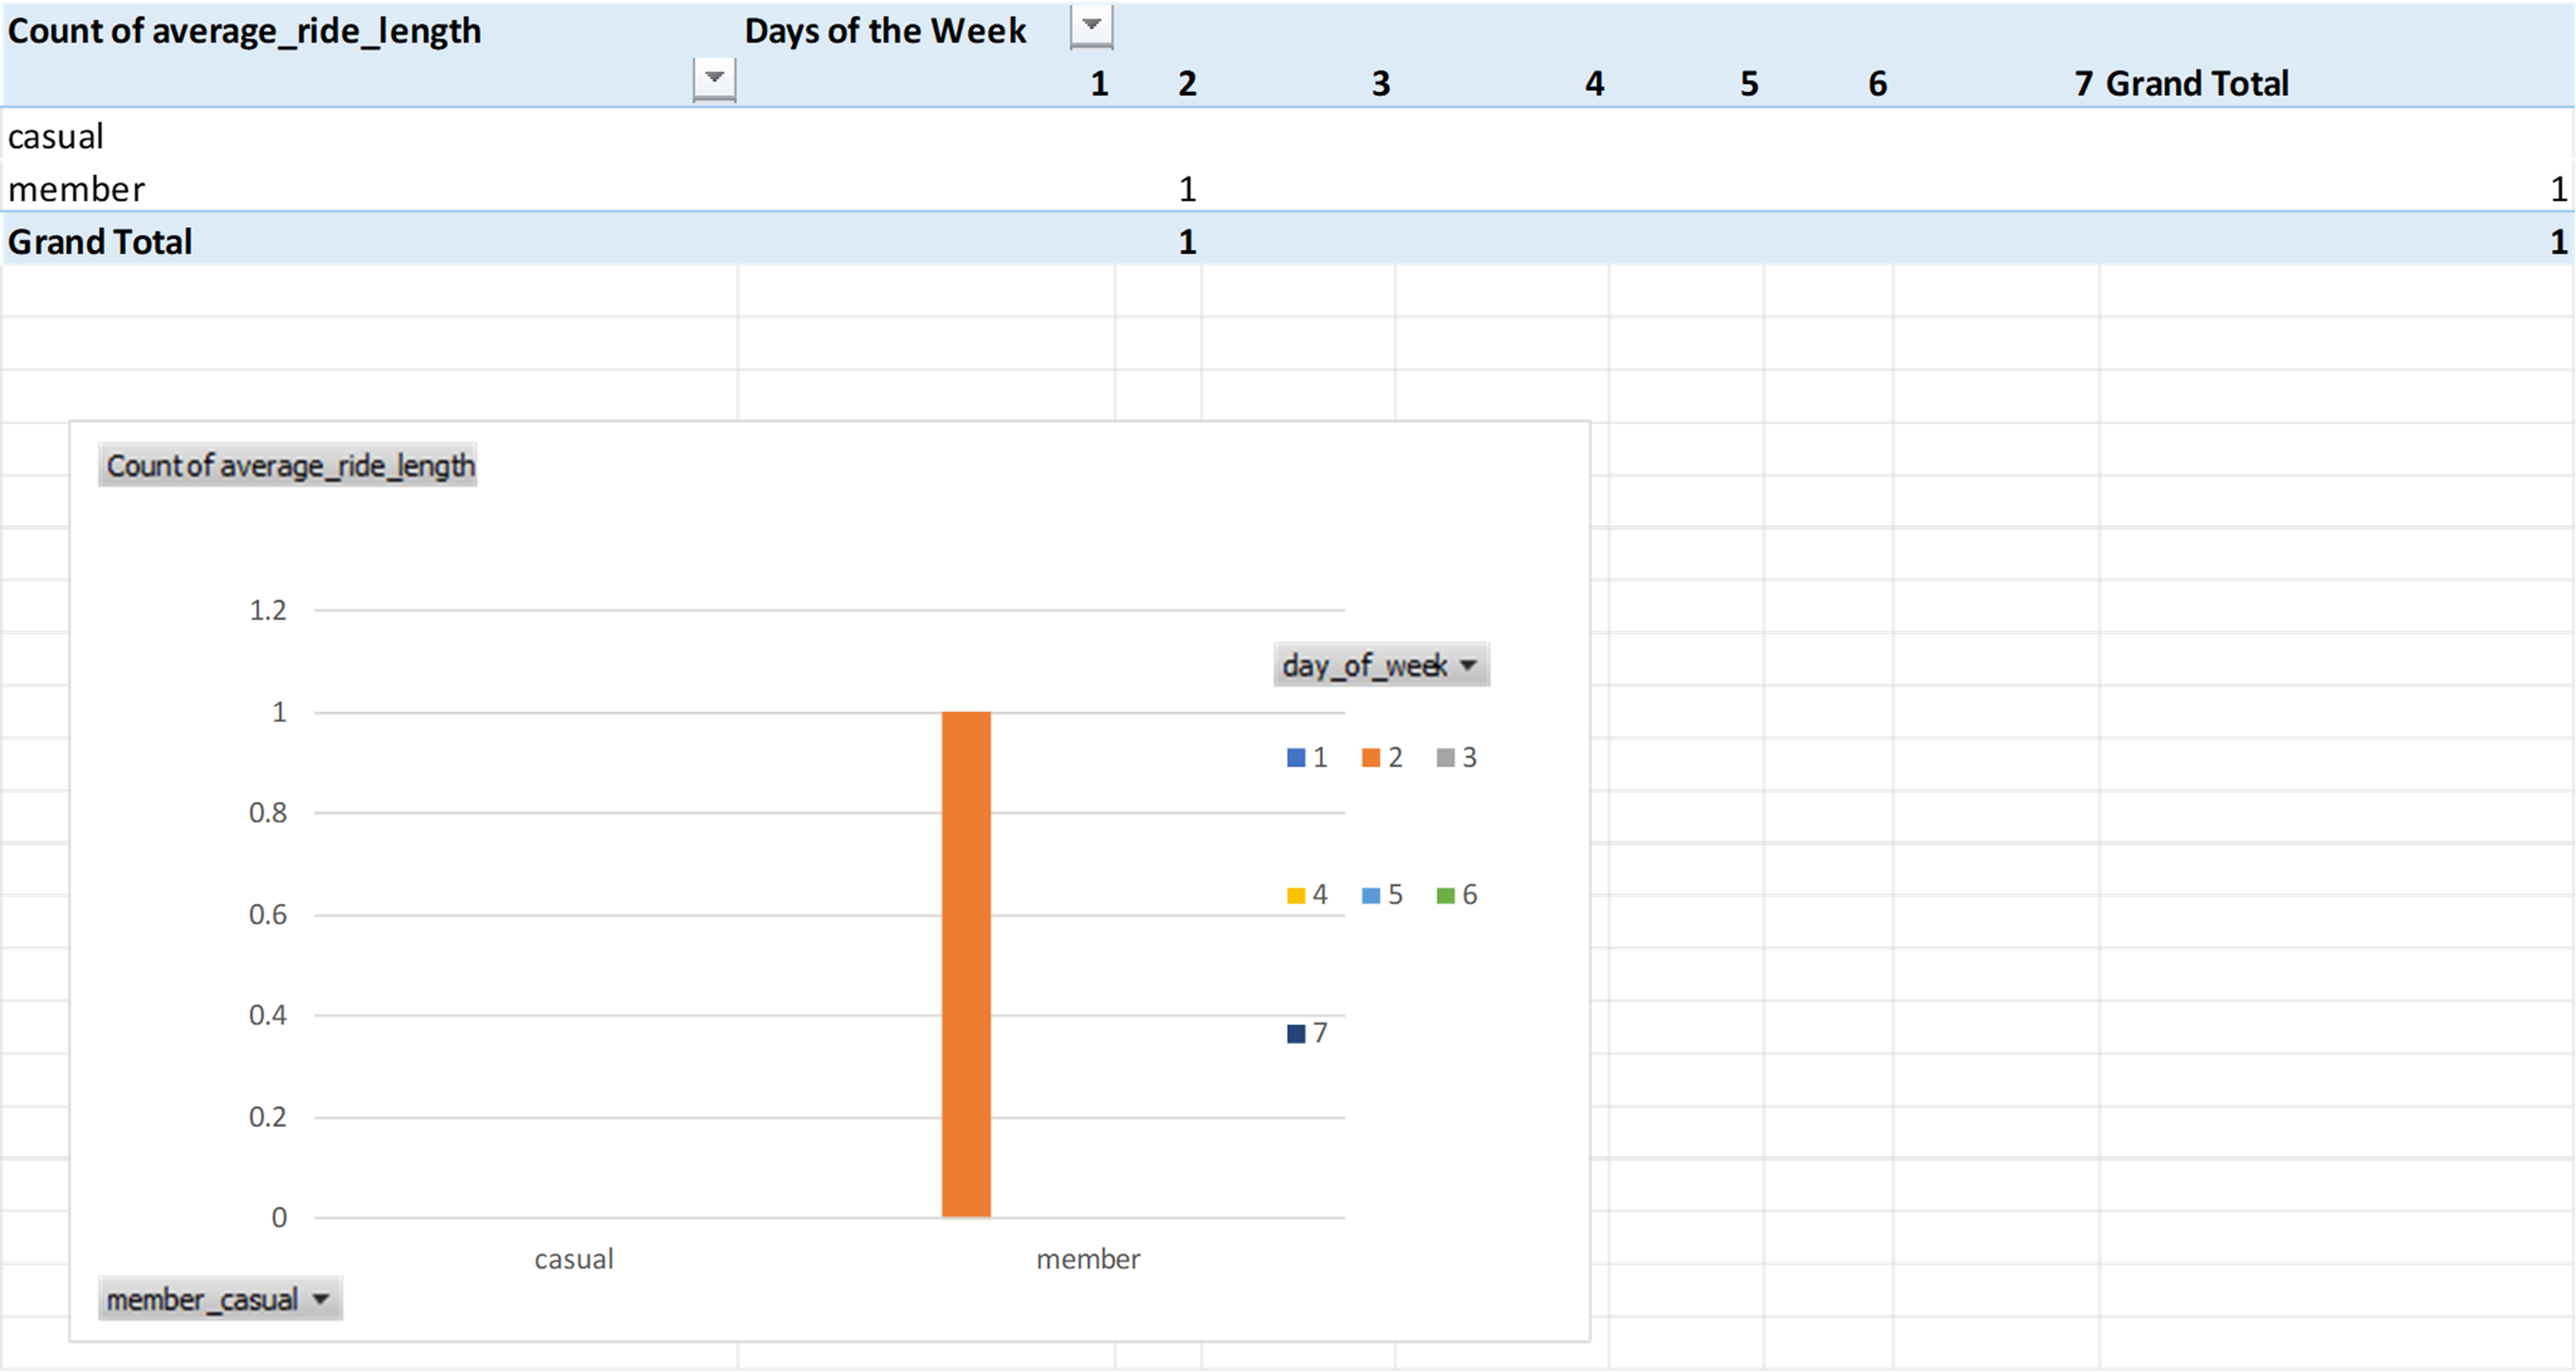 Count of average_ride_length Days of the Week
1 2 3 4 5 6 7 Grand Total
casual
member 1 1
Grand Total 1 1
Count of average_ride_length
1.2
day_of_week
1
1 2 3
0.8
4 5 6
0.6
0.4
7
0.2
0
casual member
member_casual